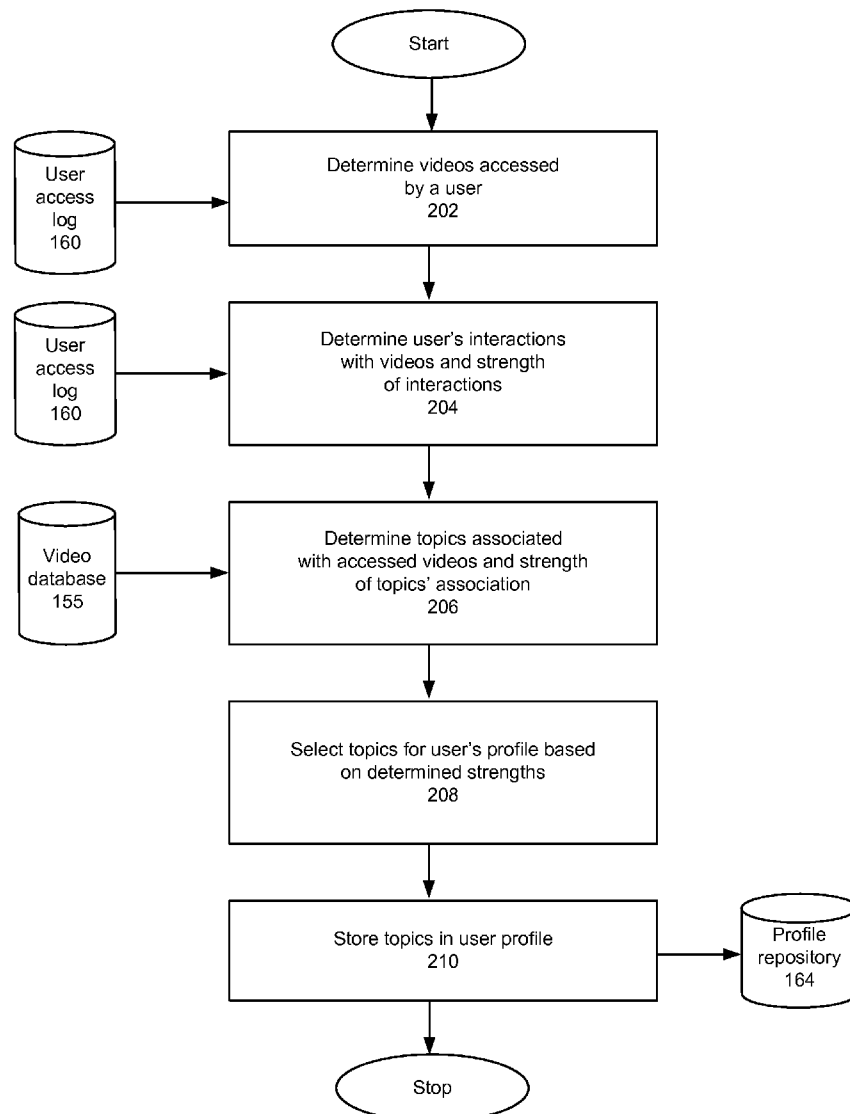 Start
User
access
log
160
Determine videos accessed
by a user
202
User
access
log
160
Determine user's interactions
with videos and strength
of interactions
204
Video
database
155
Determine topics associated
with accessed videos and strength
of topics' association
206
Select topics for user's profile based
on determined strengths
208
Store topics in user profile
210
Profile
repository
164
Stop